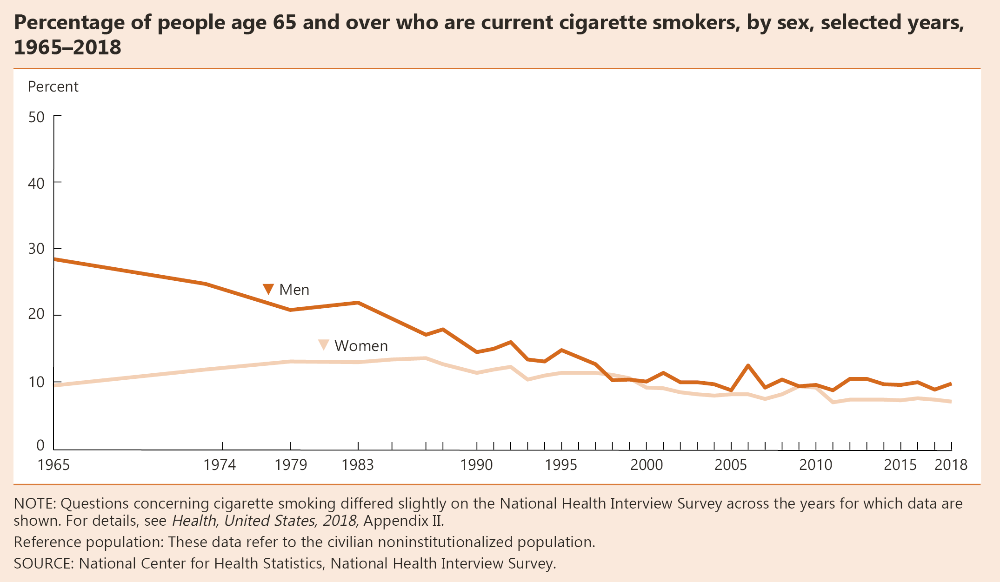 Percentage of people age 65 and over who are current cigarette smokers, by sex, selected years,
1965–2018
Percent
50
40
30
20
10
0
Men
Women
1965 1974 1979 1983 1990 1995 2000 2005 2010 2015 2018
NOTE: Questions concerning cigarette smoking differed slightly on the National Health Interview Survey across the years for which data are
shown. For details, see Health, United States, 2018, Appendix II.
Reference population: These data refer to the civilian noninstitutionalized population.
SOURCE: National Center for Health Statistics, National Health Interview Survey.